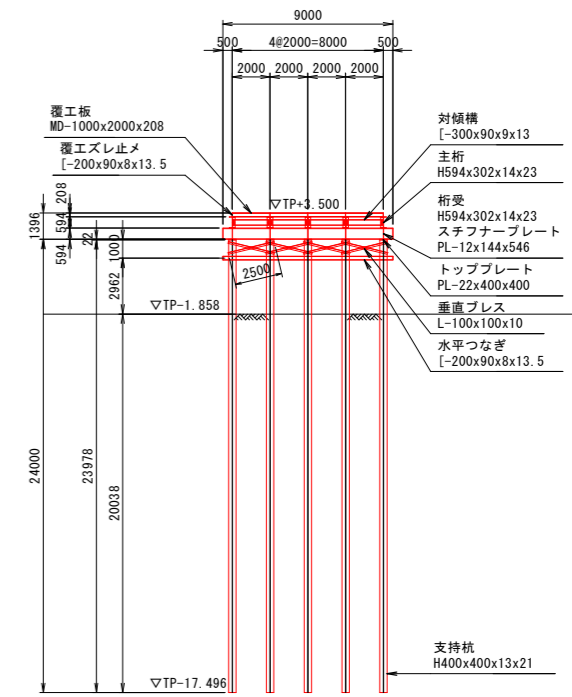 9000
500
4@2000=8000
500
2000
2000
2000
2000
覆工板
MD-1000x2000x208
覆工ズレ止メ
[-200x90x8x13.5
対傾構
[-300x90x9x13
主桁
H594x302x14x23
桁受
H594x302x14x23
スチフナープレート
PL-12x144x546
トッププレート
PL-22x400x400
垂直ブレス
L-100x100x10
水平つなぎ
[-200x90x8x13.5
▽TP+3.500
208
1396
594
22
594
1000
2962
2500
▽TP-1.858
24000
23978
20038
▽TP-17.496
支持杭
H400x400x13x21